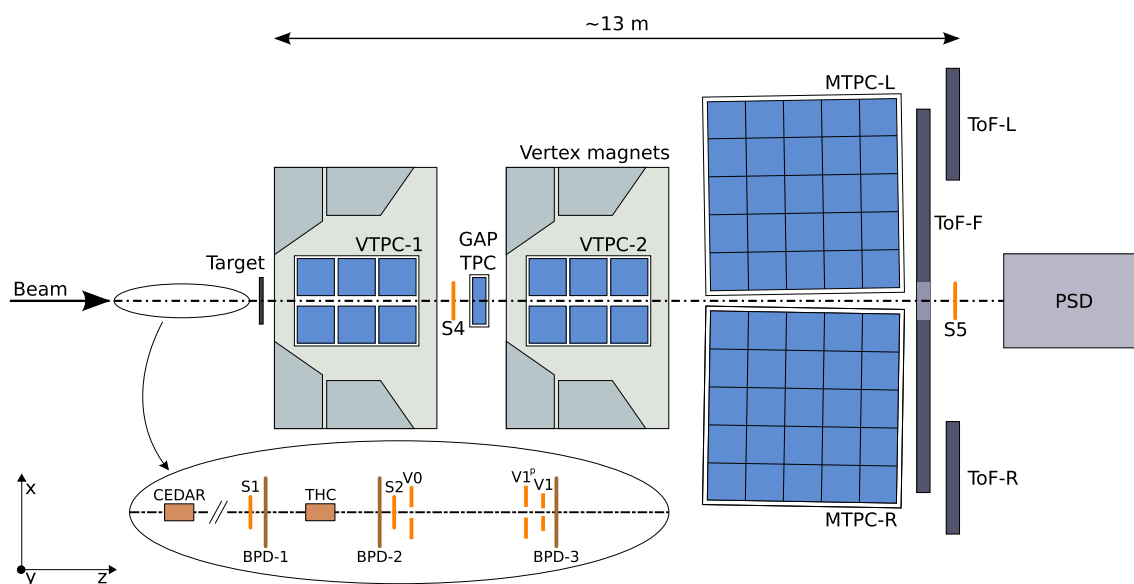 ~13 m
MTPC-L
ToF-L
Vertex magnets
ToF-F
VTPC-1
GAP
TPC
VTPC-2
Target
Beam
PSD
S4
S5
x
CEDAR
S1
THC
S2
V0
V1p
V1
ToF-R
MTPC-R
BPD-1
BPD-2
BPD-3
y
z